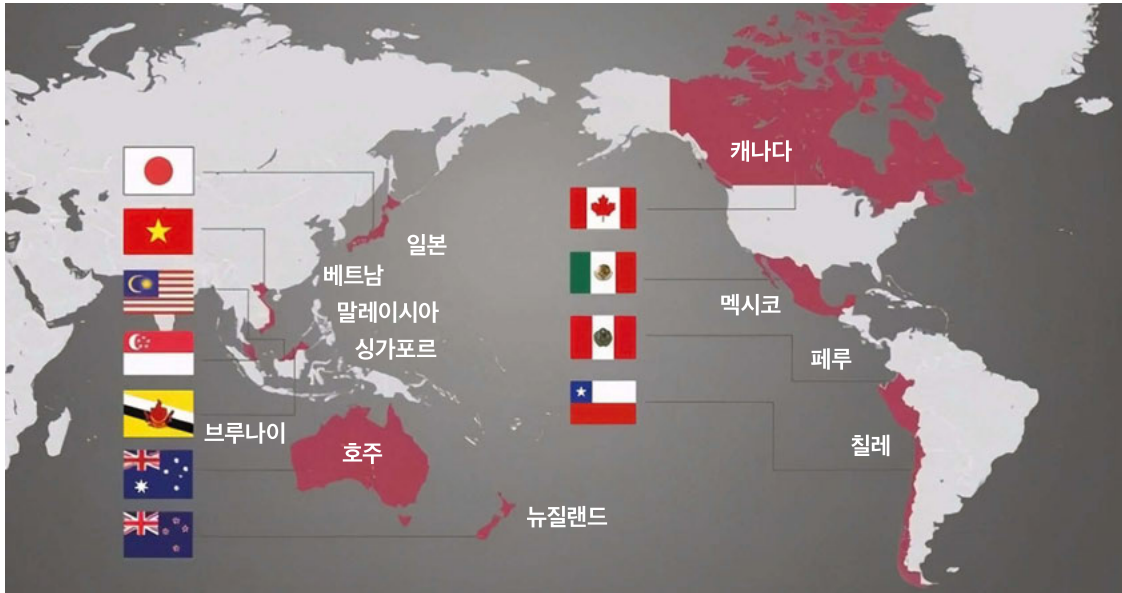 캐나다
일본
베트남
말레이시아
싱가포르
브루나이
호주
뉴질랜드
멕시코
페루
칠레